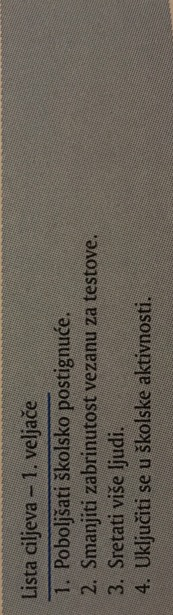 Lista ciljeva – 1. veljače
1. Poboljšati školsko postignuće.
2. Smanjiti zabrinutost vezanu za testove.
3. Sretati više ljudi.
4. Uključiti se u školske aktivnosti.